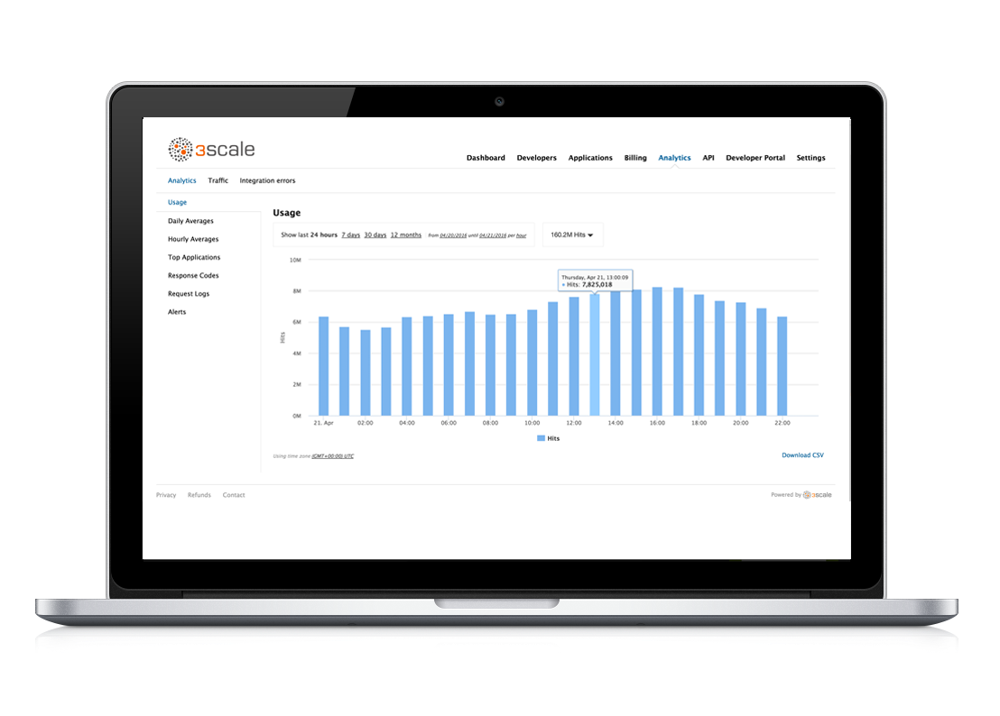 3scale
Dashboard Developers Applications Billing Analytics API Developer Portal Settings
Analytics Traffic Integration errors
Usage
Daily Averages
Hourly Averages
Top Applications
Response Codes
Request Logs
Alerts
Usage
Show last 24 hours 7 days 30 days 12 months from 04/20/2016 until 04/21/2016 per hour
160.2M Hits
Thursday, Apr 21, 13:00:09
Hits: 7,825,018
10M
8M
6M
4M
2M
0M
Hits
21. Apr 02:00 04:00 06:00 08:00 10:00 12:00 14:00 16:00 18:00 20:00 22:00
Hits
Using time zone (GMT+00:00) UTC
Download CSV
Privacy Refunds Contact
Powered by 3scale